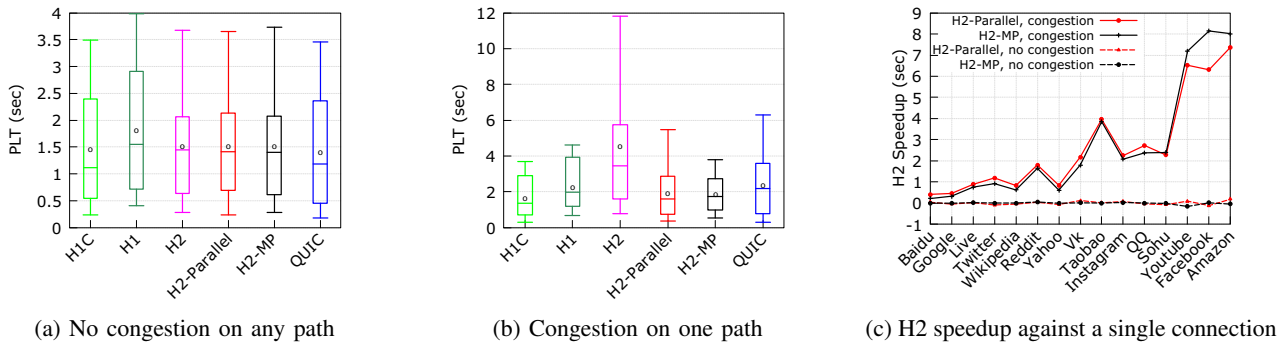 4
3.5
3
2.5
2
1.5
1
0.5
0
PLT (sec)
H1C
H1
H2
H2-Parallel
H2-MP
QUIC
(a) No congestion on any path
12
10
8
6
4
2
0
PLT (sec)
H1C
H1
H2
H2-Parallel
H2-MP
QUIC
(b) Congestion on one path
9
8
7
6
5
4
3
2
1
0
-1
H2 Speedup (sec)
H2-Parallel, congestion
H2-MP, congestion
H2-Parallel, no congestion
H2-MP, no congestion
Baidu
Google
Live
Twitter
Wikipedia
Reddit
Yahoo
Vk
Taobao
Instagram
QQ
Sohu
Youtube
Facebook
Amazon
(c) H2 speedup against a single connection